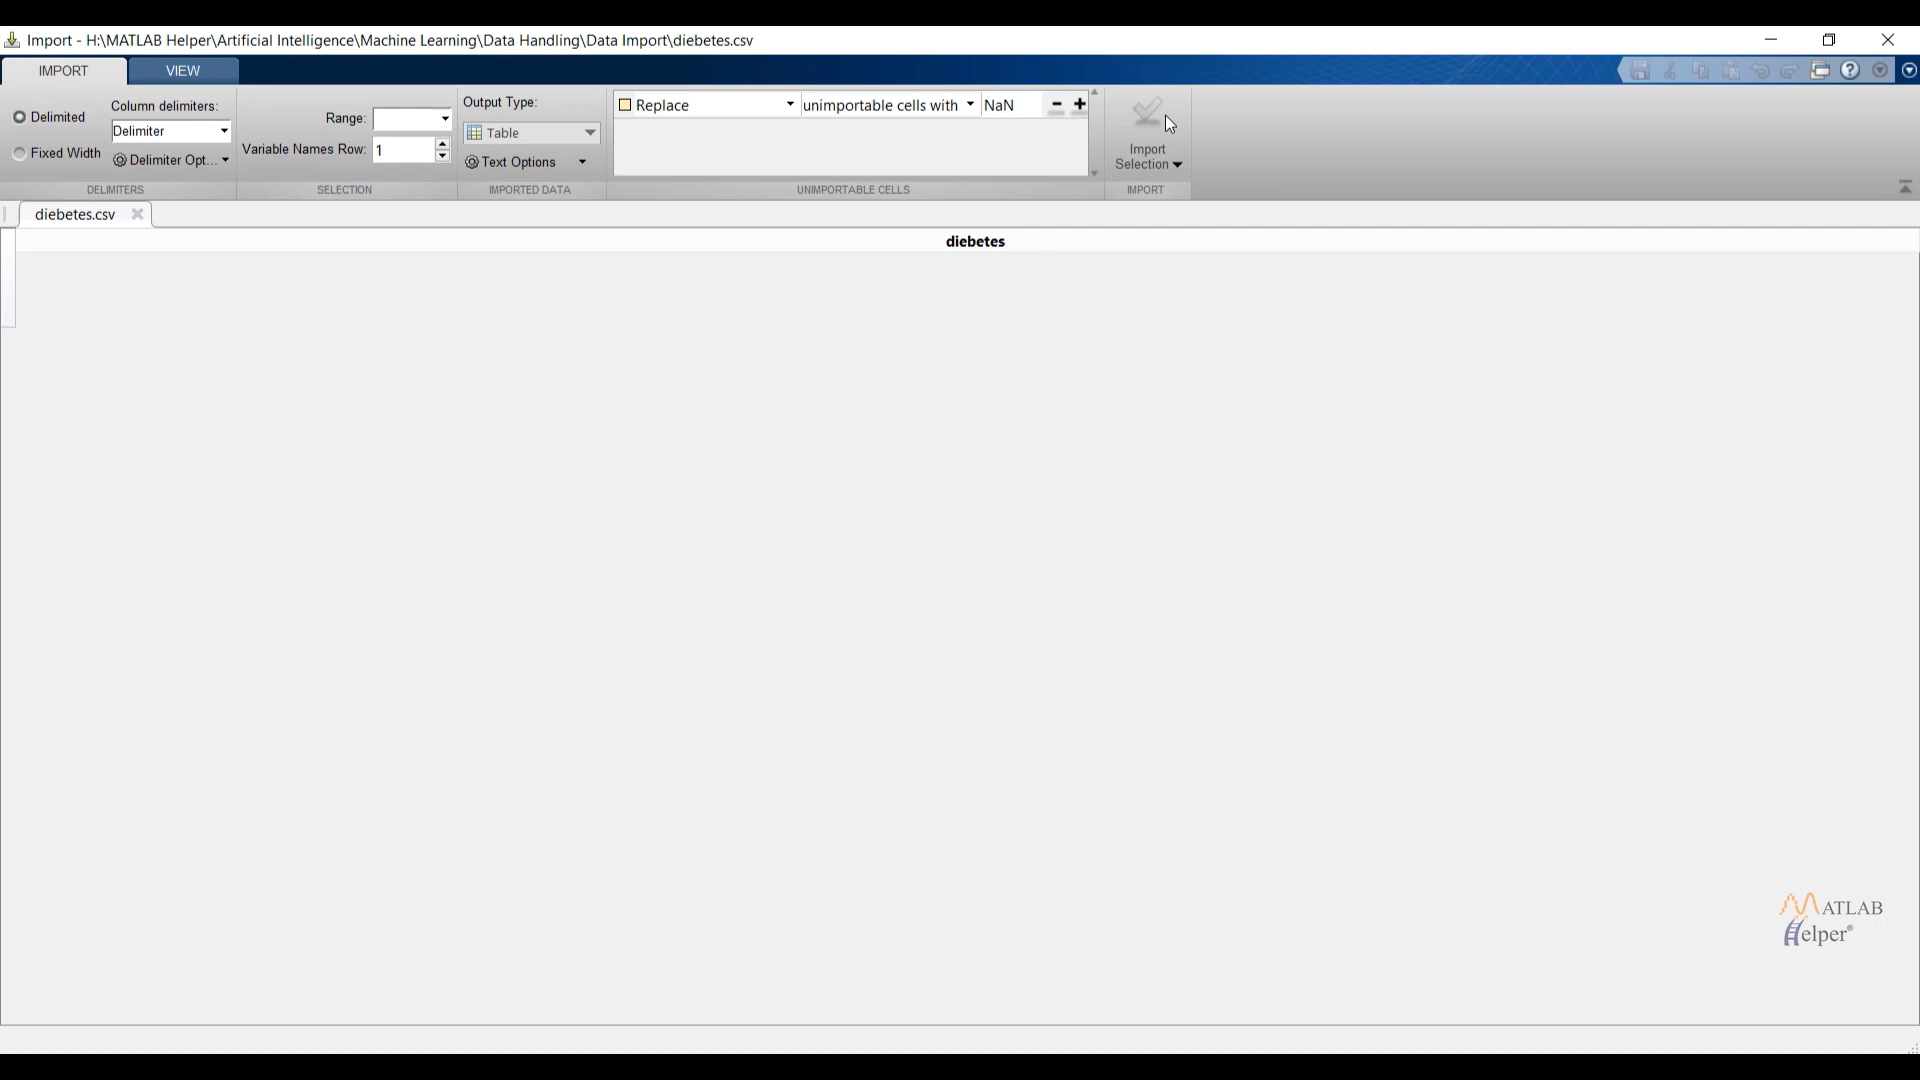 Import - H:\MATLAB Helper\Artificial Intelligence\Machine Learning\Data Handling\Data Import\diebetes.csv
IMPORT VIEW
Delimited
Fixed Width
Column delimiters:
Delimiter
Delimiter Opt...
DELIMITERS
Range:
Variable Names Row: 1
SELECTION
Output Type:
Table
Text Options
IMPORTED DATA
Replace unimportable cells with NaN
UNIMPORTABLE CELLS
Import
Selection
IMPORT
diebetes.csv
diebetes
MATLAB
Helper®